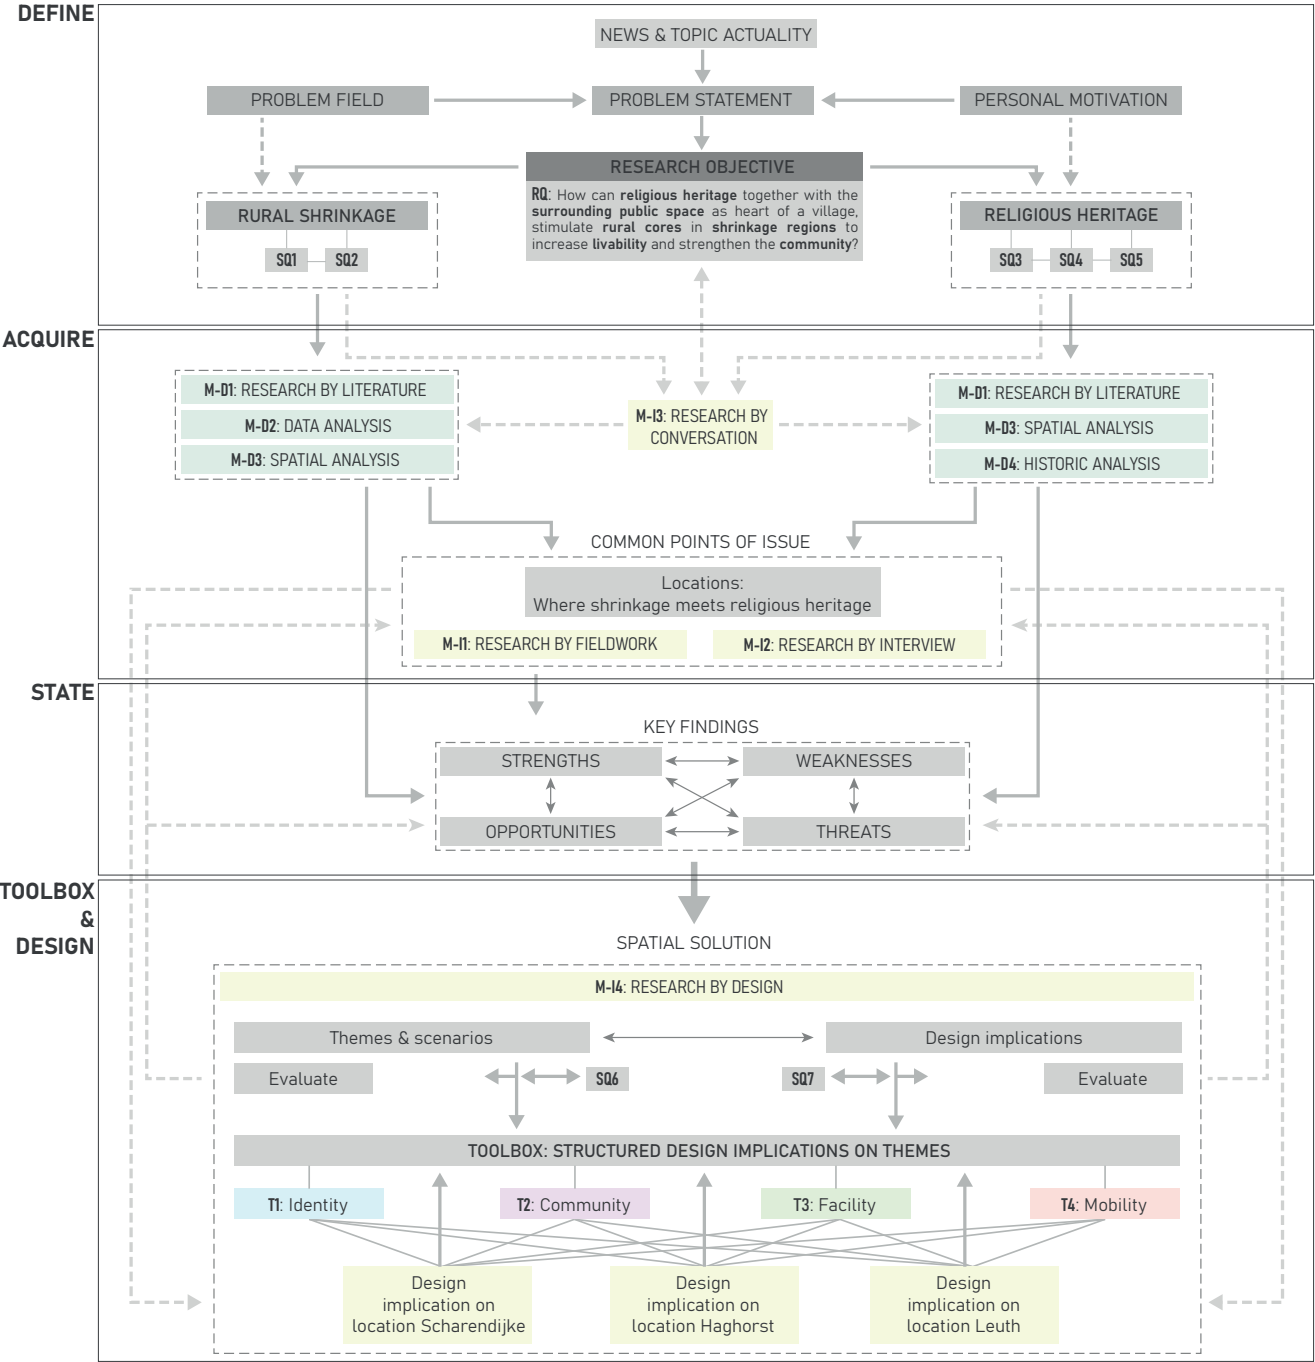 DEFINE
NEWS & TOPIC ACTUALITY
PROBLEM FIELD
PROBLEM STATEMENT
PERSONAL MOTIVATION
RESEARCH OBJECTIVE
RQ: How can religious heritage together with the
surrounding public space as heart of a village,
stimulate rural cores in shrinkage regions to
increase livability and strengthen the community?
RURAL SHRINKAGE
SQ1
SQ2
RELIGIOUS HERITAGE
SQ3
SQ4
SQ5
ACQUIRE
M-D1: RESEARCH BY LITERATURE
M-D2: DATA ANALYSIS
M-D3: SPATIAL ANALYSIS
M-I3: RESEARCH BY
CONVERSATION
M-D1: RESEARCH BY LITERATURE
M-D3: SPATIAL ANALYSIS
M-D4: HISTORIC ANALYSIS
COMMON POINTS OF ISSUE
Locations:
Where shrinkage meets religious heritage
M-I1: RESEARCH BY FIELDWORK
M-I2: RESEARCH BY INTERVIEW
STATE
KEY FINDINGS
STRENGTHS
WEAKNESSES
OPPORTUNITIES
THREATS
TOOLBOX
&
DESIGN
SPATIAL SOLUTION
M-I4: RESEARCH BY DESIGN
Themes & scenarios
Design implications
Evaluate
SQ6
SQ7
Evaluate
TOOLBOX: STRUCTURED DESIGN IMPLICATIONS ON THEMES
T1: Identity
T2: Community
T3: Facility
T4: Mobility
Design
implication on
location Scharendijke
Design
implication on
location Haghorst
Design
implication on
location Leuth